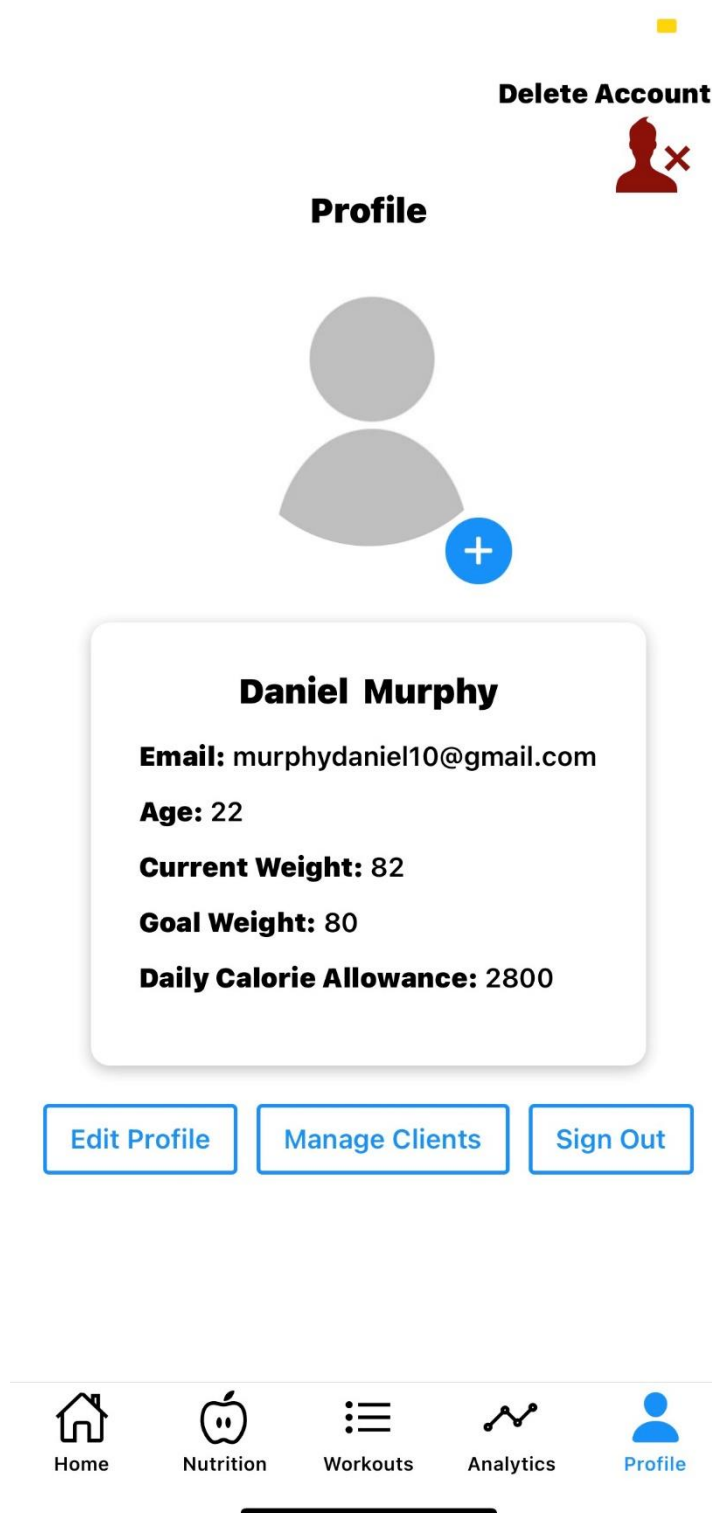 Delete Account
Profile
Daniel Murphy
Email: murphydaniel10@gmail.com
Age: 22
Current Weight: 82
Goal Weight: 80
Daily Calorie Allowance: 2800
Edit Profile
Manage Clients
Sign Out
Home
Nutrition
Workouts
Analytics
Profile